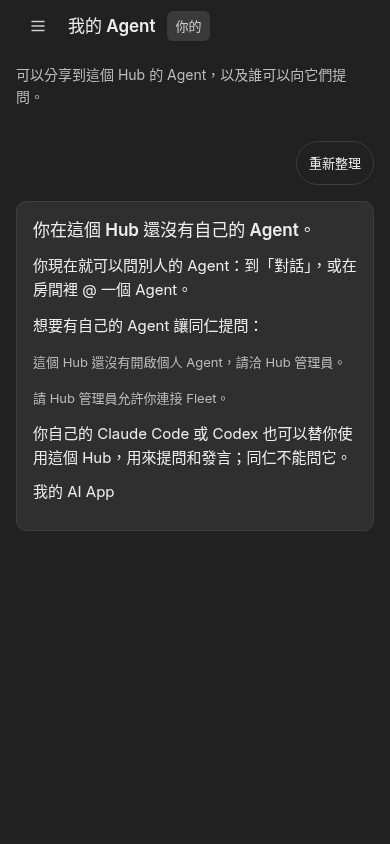 我的 Agent 你的
可以分享到這個 Hub 的 Agent，以及誰可以向它們提
問。
重新整理
你在這個 Hub 還沒有自己的 Agent。
你現在就可以問別人的 Agent：到「對話」，或在
房間裡 @ 一個 Agent。
想要有自己的 Agent 讓同仁提問：
這個 Hub 還沒有開啟個人 Agent，請洽 Hub 管理員。
請 Hub 管理員允許你連接 Fleet。
你自己的 Claude Code 或 Codex 也可以替你使
用這個 Hub，用來提問和發言；同仁不能問它。
我的 AI App